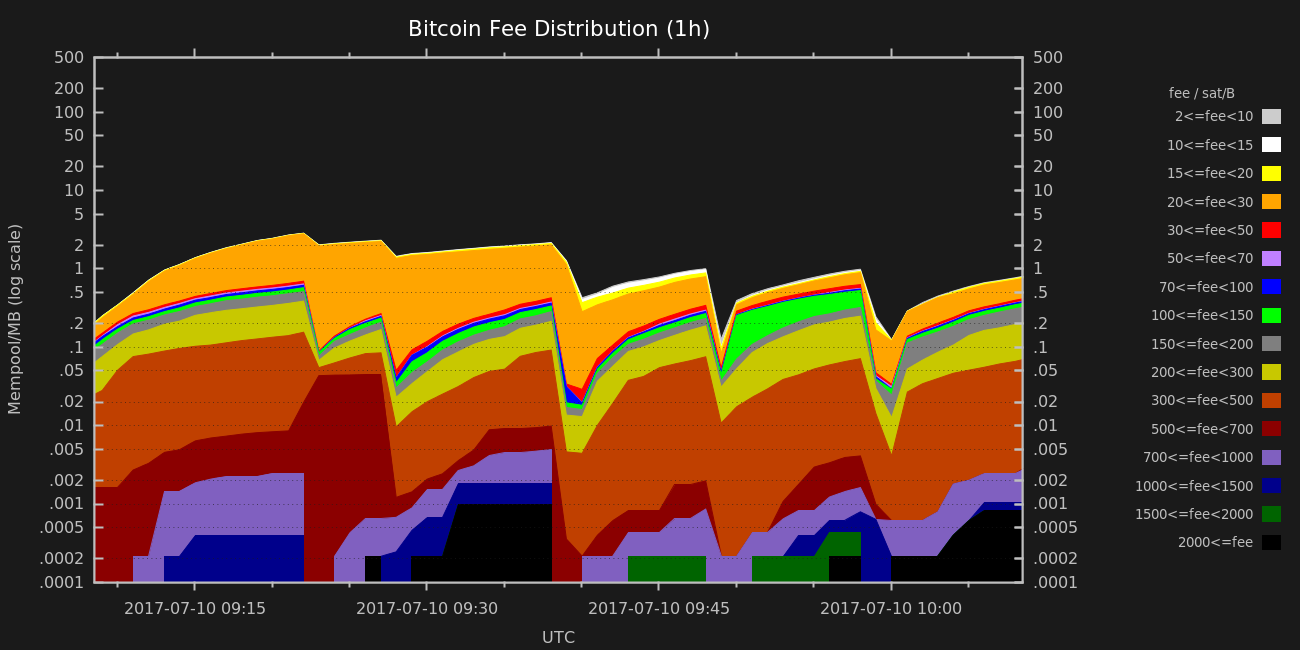 Bitcoin Fee Distribution (1h)
500
200
100
50
20
10
5
2
1
.5
.2
.1
.05
.02
.01
.005
.002
.001
.0005
.0002
.0001
Mempool/MB (log scale)
500
200
100
50
20
10
5
2
1
.5
.2
.1
.05
.02
.01
.005
.002
.001
.0005
.0002
.0001
2017-07-10 09:15 2017-07-10 09:30 2017-07-10 09:45 2017-07-10 10:00
UTC
fee / sat/B
2<=fee<10
10<=fee<15
15<=fee<20
20<=fee<30
30<=fee<50
50<=fee<70
70<=fee<100
100<=fee<150
150<=fee<200
200<=fee<300
300<=fee<500
500<=fee<700
700<=fee<1000
1000<=fee<1500
1500<=fee<2000
2000<=fee